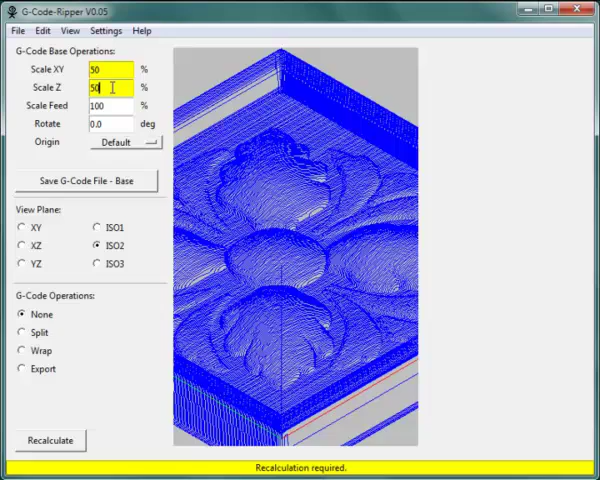 G-Code-Ripper V0.05
File Edit View Settings Help
G-Code Base Operations:
Scale XY 50 %
Scale Z 50 %
Scale Feed 100 %
Rotate 0.0 deg
Origin Default
Save G-Code File - Base
View Plane:
XY ISO1
XZ ISO2
YZ ISO3
G-Code Operations:
None
Split
Wrap
Export
Recalculate
Recalculation required.